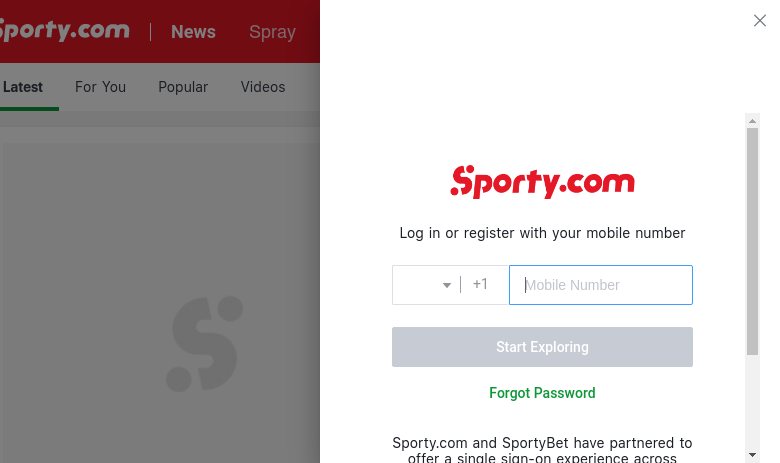 Sporty.com
News
Spray
Latest
For You
Popular
Videos
Sporty.com
Log in or register with your mobile number
+1
Mobile Number
Start Exploring
Forgot Password
Sporty.com and SportyBet have partnered to
offer a single sign-on experience across